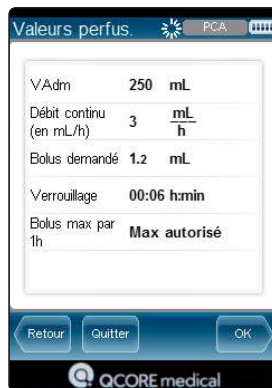 Valeurs perfus. PCA
VAdm 250 mL
Débit continu
(en mL/h) 3 mL/h
Bolus demandé 1.2 mL
Verrouillage 00:06 h:min
Bolus max par
1h Max autorisé
Retour Quitter OK
QCORE medical